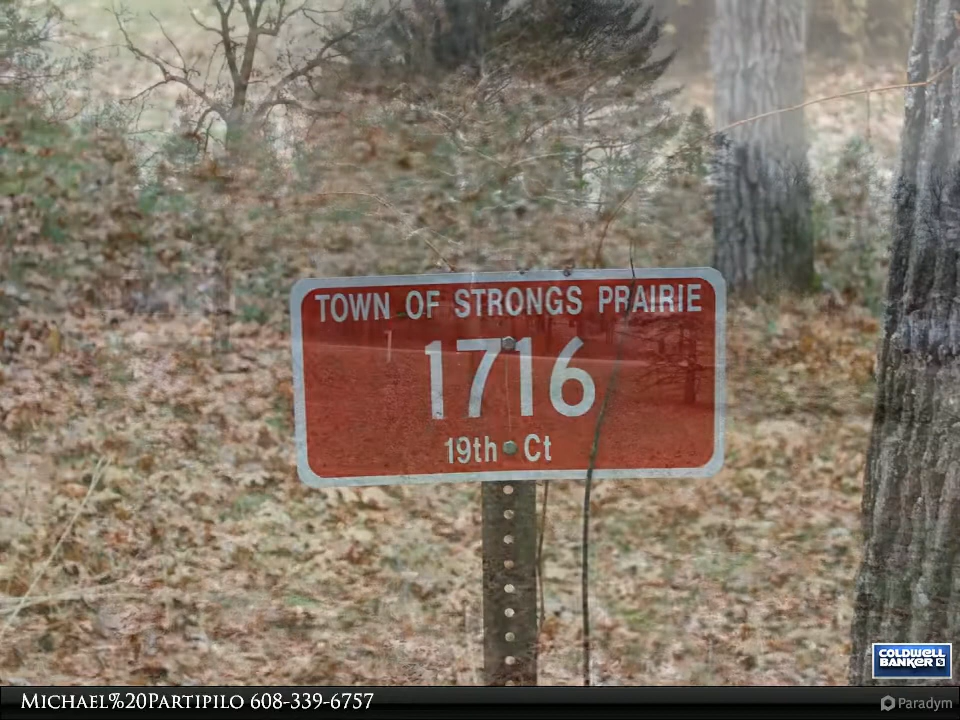 TOWN OF STRONGS PRAIRIE
1716
19th Ct
COLDWELL
BANKER
MICHAEL%20PARTIPILO 608-339-6757
Paradym